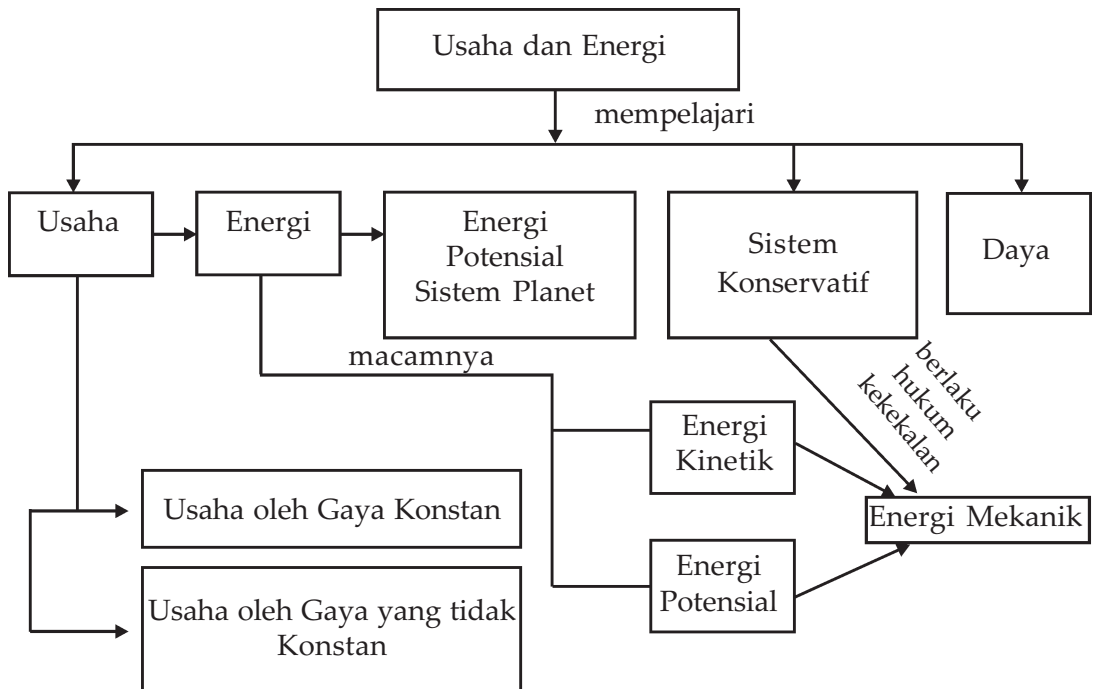 Usaha dan Energi
mempelajari
Usaha
Energi
Energi
Potensial
Sistem Planet
Sistem
Konservatif
Daya
macamnya
berlaku
hukum
kekekalan
Energi
Kinetik
Usaha oleh Gaya Konstan
Energi Mekanik
Energi
Potensial
Usaha oleh Gaya yang tidak
Konstan